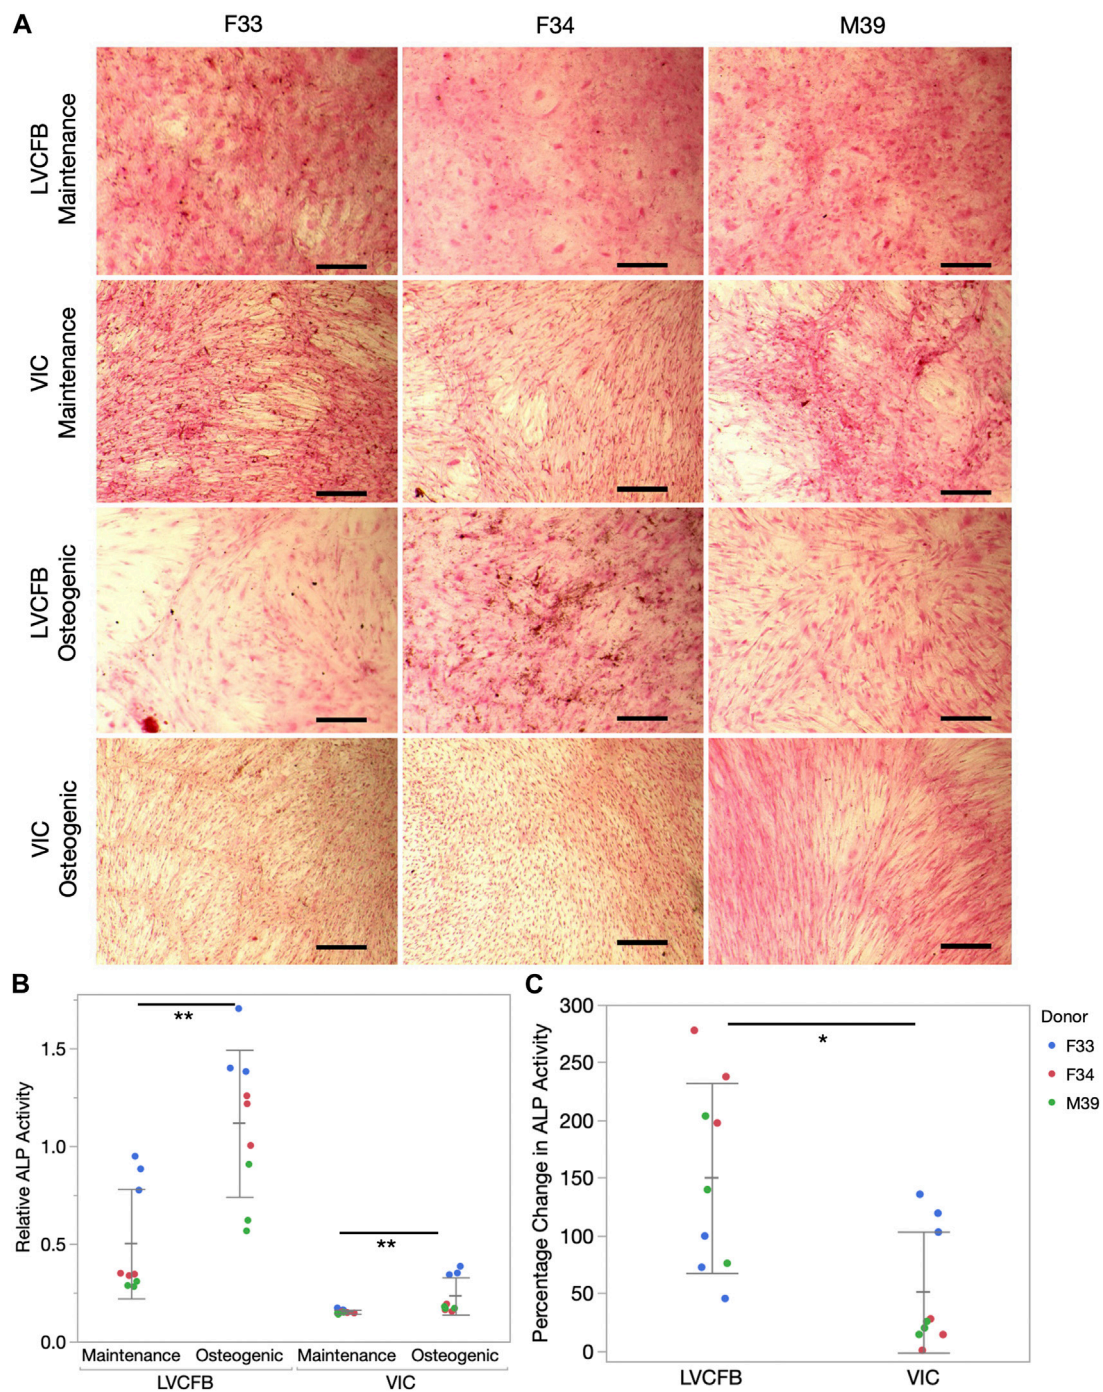 A
F33 F34 M39
LVCFB
Maintenance
VIC
Maintenance
LVCFB
Osteogenic
VIC
Osteogenic
B
**
**
Relative ALP Activity
1.5
1.0
0.5
0.0
Maintenance Osteogenic Maintenance Osteogenic
LVCFB VIC
C
*
Percentage Change in ALP Activity
300
250
200
150
100
50
0
LVCFB VIC
Donor
F33
F34
M39